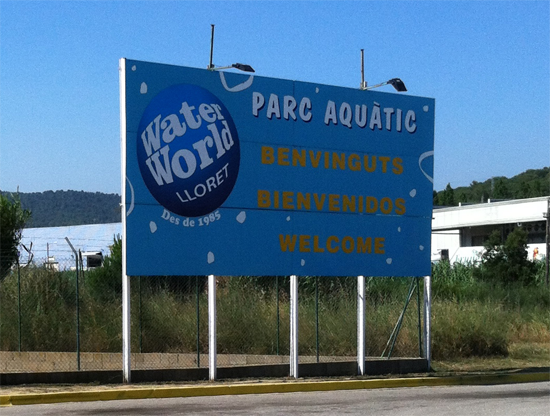 Water
World
LLORET
Des de 1985
PARC AQUÀTIC
BENVINGUTS
BIENVENIDOS
WELCOME